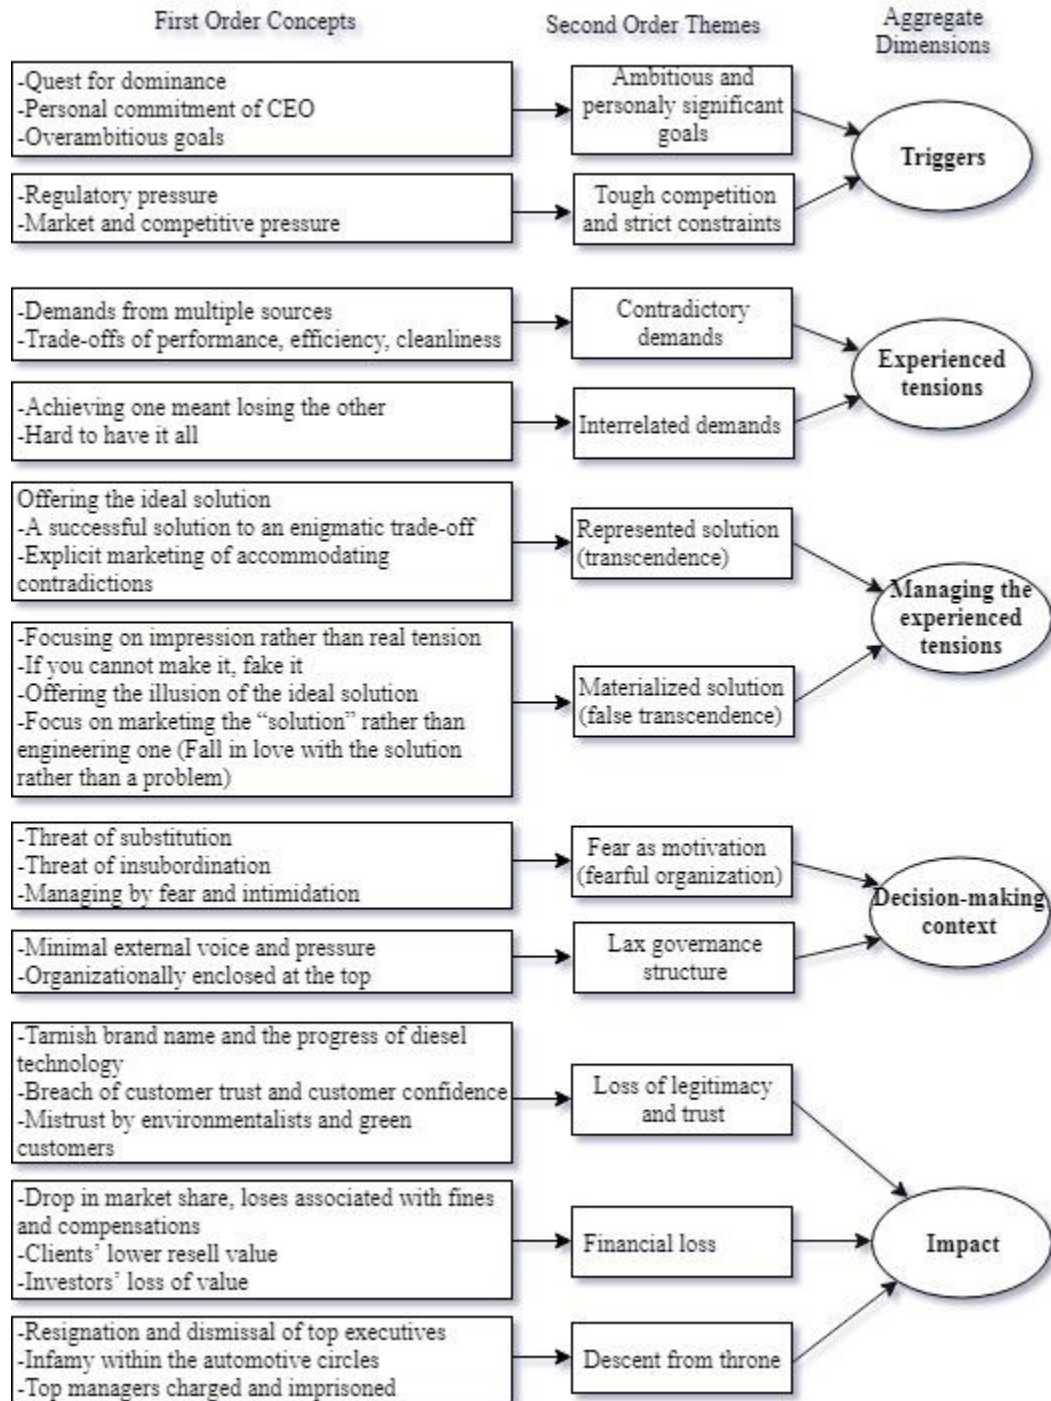 First Order Concepts
Second Order Themes
Aggregate
Dimensions
-Quest for dominance
-Personal commitment of CEO
-Overambitious goals
Ambitious and
personaly significant
goals
Triggers
-Regulatory pressure
-Market and competitive pressure
Tough competition
and strict constraints
-Demands from multiple sources
-Trade-offs of performance, efficiency, cleanliness
Contradictory
demands
Experienced
tensions
-Achieving one meant losing the other
-Hard to have it all
Interrelated demands
Offering the ideal solution
-A successful solution to an enigmatic trade-off
-Explicit marketing of accommodating
contradictions
Represented solution
(transcendence)
Managing the
experienced
tensions
-Focusing on impression rather than real tension
-If you cannot make it, fake it
-Offering the illusion of the ideal solution
-Focus on marketing the “solution” rather than
engineering one (Fall in love with the solution
rather than a problem)
Materialized solution
(false transcendence)
-Threat of substitution
-Threat of insubordination
-Managing by fear and intimidation
Fear as motivation
(fearful organization)
Decision-making
context
-Minimal external voice and pressure
-Organizationally enclosed at the top
Lax governance
structure
-Tarnish brand name and the progress of diesel
technology
-Breach of customer trust and customer confidence
-Mistrust by environmentalists and green
customers
Loss of legitimacy
and trust
-Drop in market share, loses associated with fines
and compensations
-Clients’ lower resell value
-Investors’ loss of value
Financial loss
Impact
-Resignation and dismissal of top executives
-Infamy within the automotive circles
-Top managers charged and imprisoned
Descent from throne